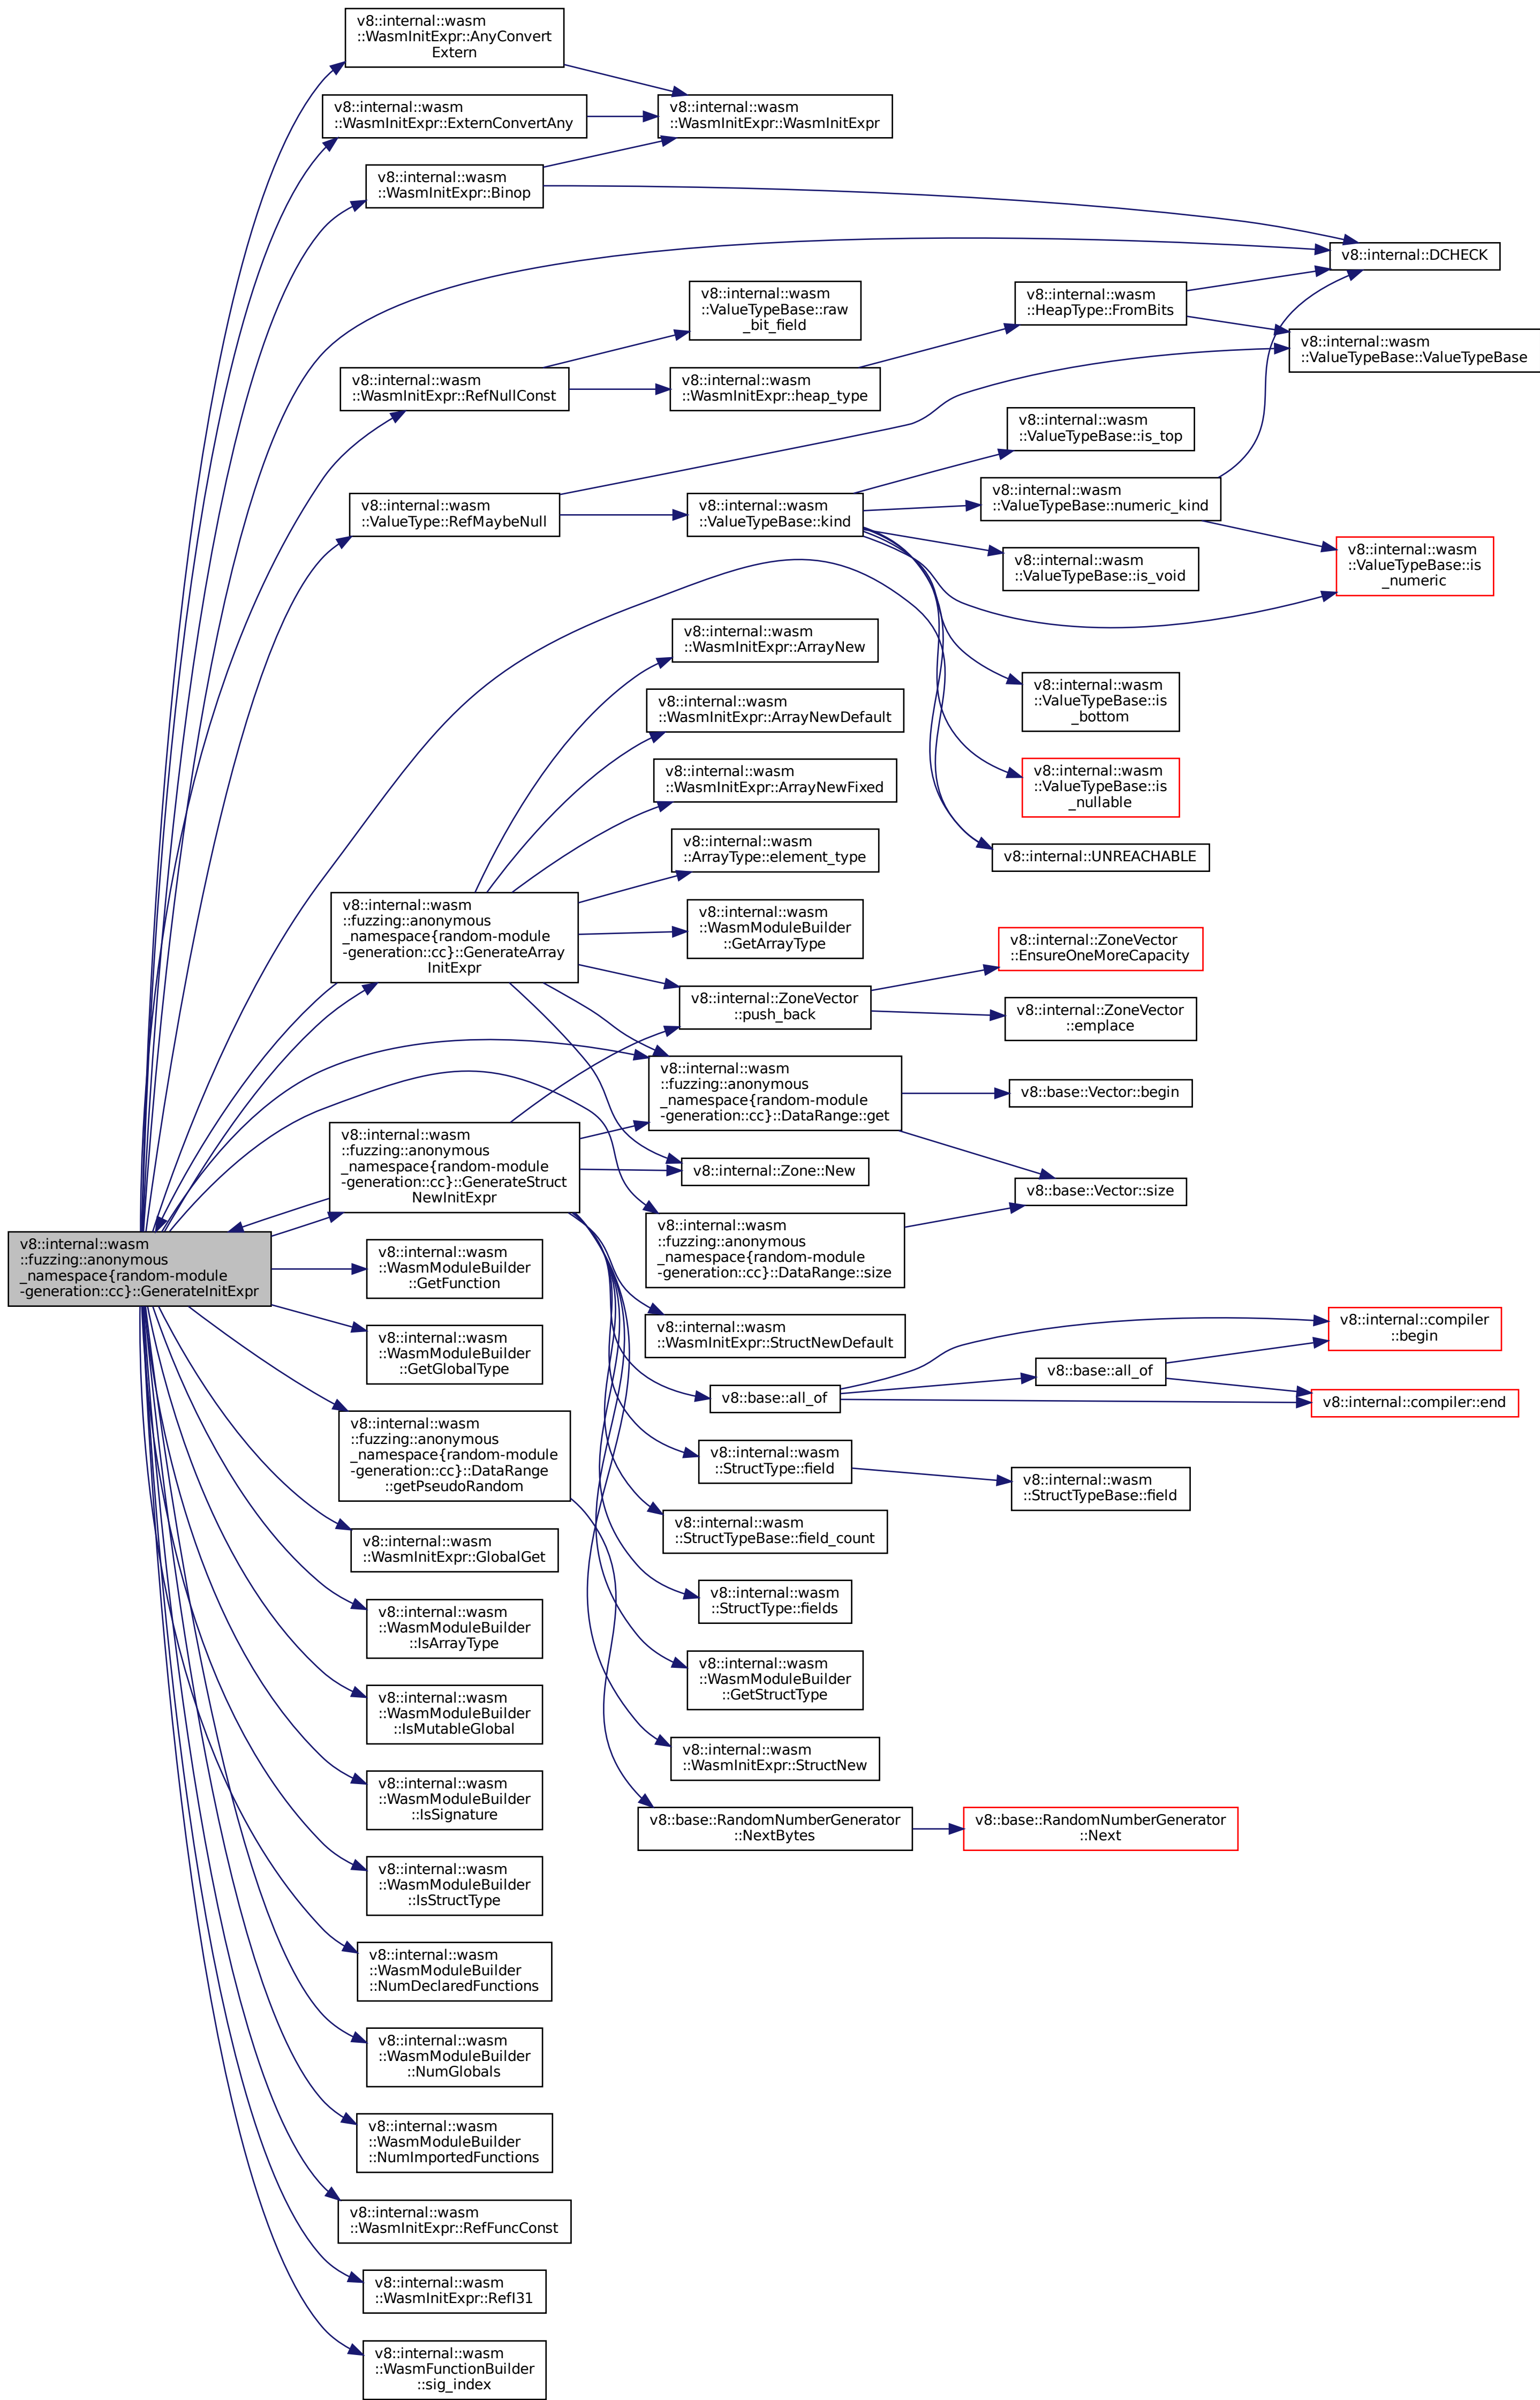 v8::internal::wasm
::WasmInitExpr::AnyConvert
Extern
v8::internal::wasm
::WasmInitExpr::ExternConvertAny
v8::internal::wasm
::WasmInitExpr::WasmInitExpr
v8::internal::wasm
::WasmInitExpr::Binop
v8::internal::DCHECK
v8::internal::wasm
::ValueTypeBase::raw
_bit_field
v8::internal::wasm
::HeapType::FromBits
v8::internal::wasm
::ValueTypeBase::ValueTypeBase
v8::internal::wasm
::WasmInitExpr::RefNullConst
v8::internal::wasm
::WasmInitExpr::heap_type
v8::internal::wasm
::ValueTypeBase::is_top
v8::internal::wasm
::ValueType::RefMaybeNull
v8::internal::wasm
::ValueTypeBase::kind
v8::internal::wasm
::ValueTypeBase::numeric_kind
v8::internal::wasm
::ValueTypeBase::is_void
v8::internal::wasm
::ValueTypeBase::is
_numeric
v8::internal::wasm
::WasmInitExpr::ArrayNew
v8::internal::wasm
::ValueTypeBase::is
_bottom
v8::internal::wasm
::WasmInitExpr::ArrayNewDefault
v8::internal::wasm
::WasmInitExpr::ArrayNewFixed
v8::internal::wasm
::ValueTypeBase::is
_nullable
v8::internal::wasm
::ArrayType::element_type
v8::internal::UNREACHABLE
v8::internal::wasm
::fuzzing::anonymous
_namespace{random-module
-generation::cc}::GenerateArray
InitExpr
v8::internal::wasm
::WasmModuleBuilder
::GetArrayType
v8::internal::ZoneVector
::EnsureOneMoreCapacity
v8::internal::ZoneVector
::push_back
v8::internal::ZoneVector
::emplace
v8::internal::wasm
::fuzzing::anonymous
_namespace{random-module
-generation::cc}::DataRange::get
v8::base::Vector::begin
v8::internal::wasm
::fuzzing::anonymous
_namespace{random-module
-generation::cc}::GenerateStruct
NewInitExpr
v8::internal::Zone::New
v8::base::Vector::size
v8::internal::wasm
::fuzzing::anonymous
_namespace{random-module
-generation::cc}::DataRange::size
v8::internal::wasm
::fuzzing::anonymous
_namespace{random-module
-generation::cc}::GenerateInitExpr
v8::internal::wasm
::WasmModuleBuilder
::GetFunction
v8::internal::wasm
::WasmInitExpr::StructNewDefault
v8::internal::compiler
::begin
v8::internal::wasm
::WasmModuleBuilder
::GetGlobalType
v8::base::all_of
v8::base::all_of
v8::internal::compiler::end
v8::internal::wasm
::fuzzing::anonymous
_namespace{random-module
-generation::cc}::DataRange
::getPseudoRandom
v8::internal::wasm
::StructType::field
v8::internal::wasm
::StructTypeBase::field
v8::internal::wasm
::StructTypeBase::field_count
v8::internal::wasm
::WasmInitExpr::GlobalGet
v8::internal::wasm
::StructType::fields
v8::internal::wasm
::WasmModuleBuilder
::IsArrayType
v8::internal::wasm
::WasmModuleBuilder
::GetStructType
v8::internal::wasm
::WasmModuleBuilder
::IsMutableGlobal
v8::internal::wasm
::WasmInitExpr::StructNew
v8::internal::wasm
::WasmModuleBuilder
::IsSignature
v8::base::RandomNumberGenerator
::NextBytes
v8::base::RandomNumberGenerator
::Next
v8::internal::wasm
::WasmModuleBuilder
::IsStructType
v8::internal::wasm
::WasmModuleBuilder
::NumDeclaredFunctions
v8::internal::wasm
::WasmModuleBuilder
::NumGlobals
v8::internal::wasm
::WasmModuleBuilder
::NumImportedFunctions
v8::internal::wasm
::WasmInitExpr::RefFuncConst
v8::internal::wasm
::WasmInitExpr::RefI31
v8::internal::wasm
::WasmFunctionBuilder
::sig_index